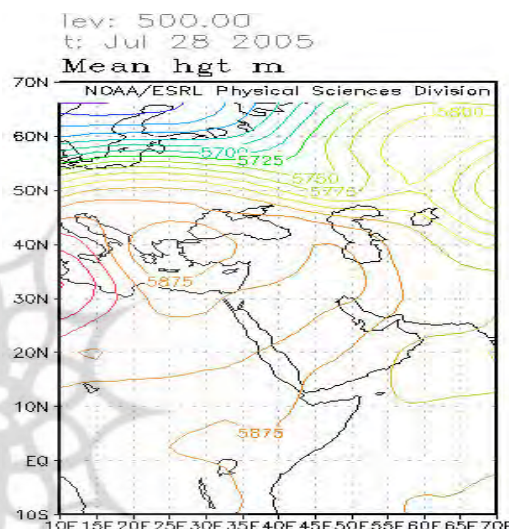 lev: 500.00
t: Jul 28 2005
Mean hgt m
NOAA/ESRL Physical Sciences Division
70N
60N
50N
40N
30N
20N
10N
EQ
10S
10E 15E 20E 25E 30E 35E 40E 45E 50E 55E 60E 65E 70E
5800
5700
5725
5750
5775
5875
5875